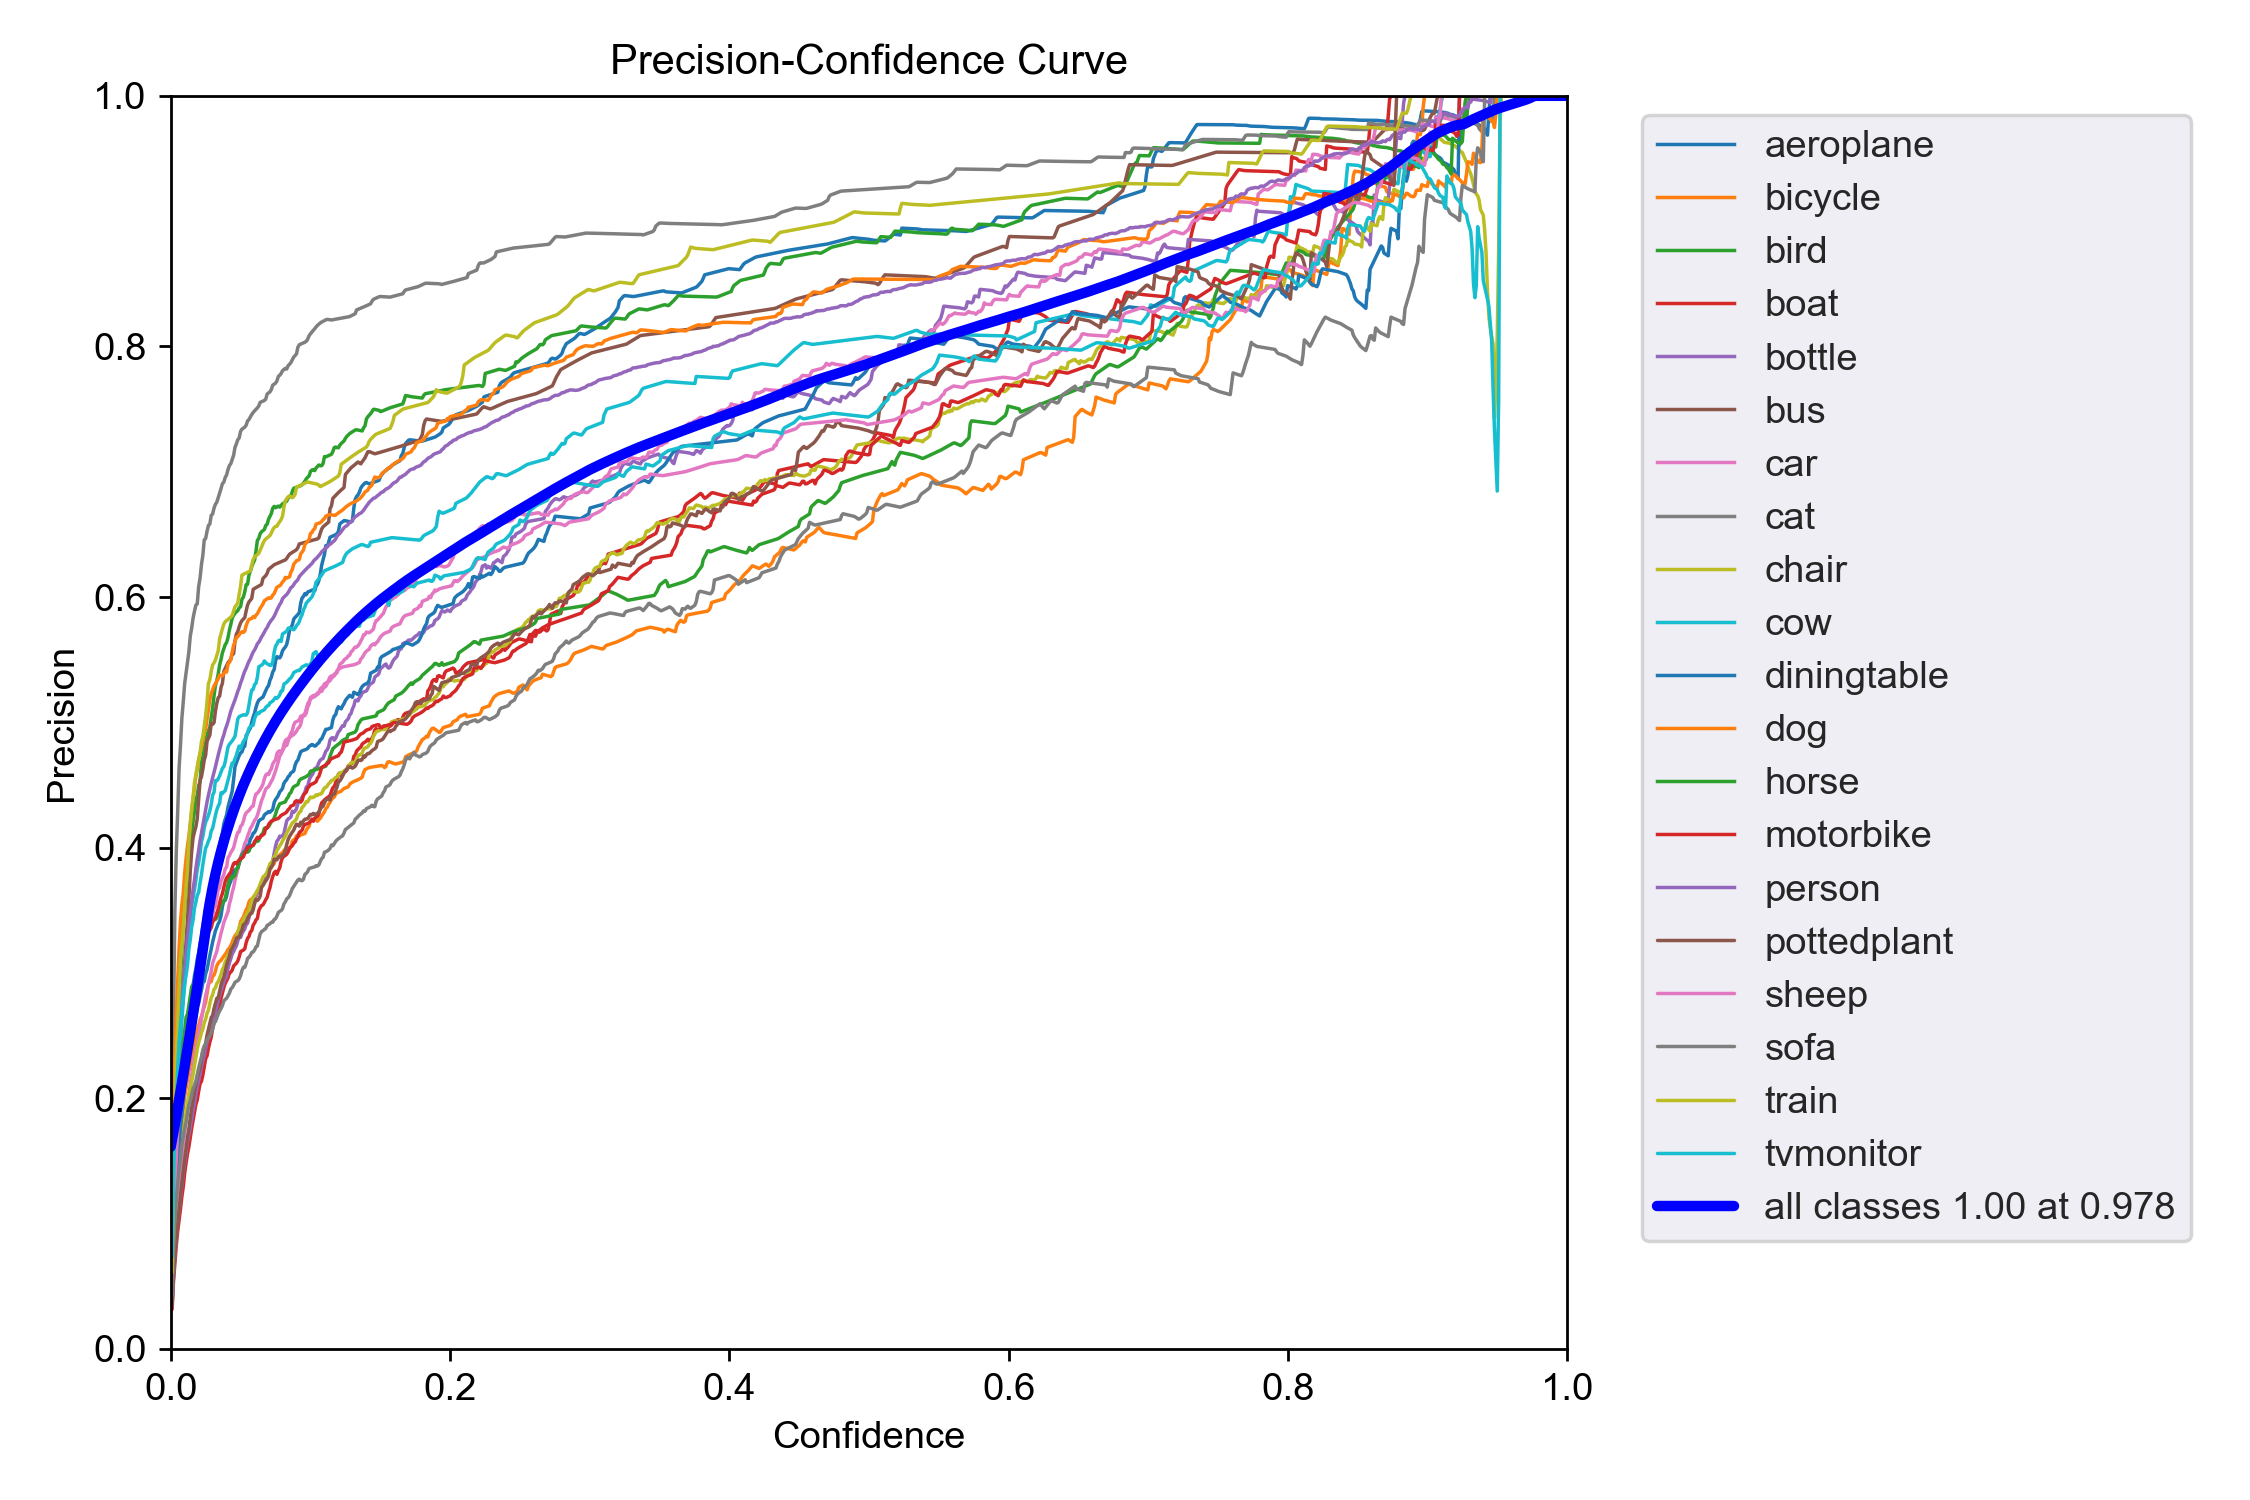 Precision-Confidence Curve
1.0
0.8
0.6
0.4
0.2
0.0
Precision
0.0 0.2 0.4 0.6 0.8 1.0
Confidence
aeroplane
bicycle
bird
boat
bottle
bus
car
cat
chair
cow
diningtable
dog
horse
motorbike
person
pottedplant
sheep
sofa
train
tvmonitor
all classes 1.00 at 0.978